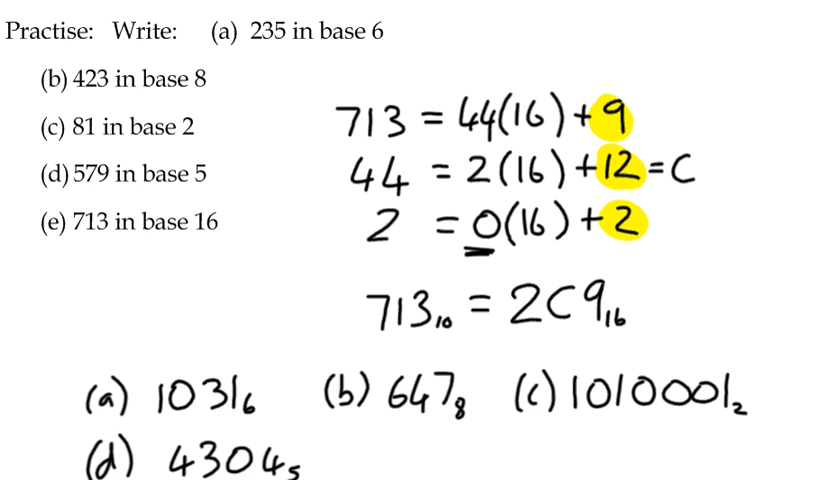 Practise: Write: (a) 235 in base 6
(b) 423 in base 8
(c) 81 in base 2
(d) 579 in base 5
(e) 713 in base 16
713 = 44(16) + 9
44 = 2(16) + 12 = C
2 = 0(16) + 2
713₁₀ = 2C9₁₆
(a) 1031₆ (b) 647₈ (c) 1010001₂
(d) 4304₅